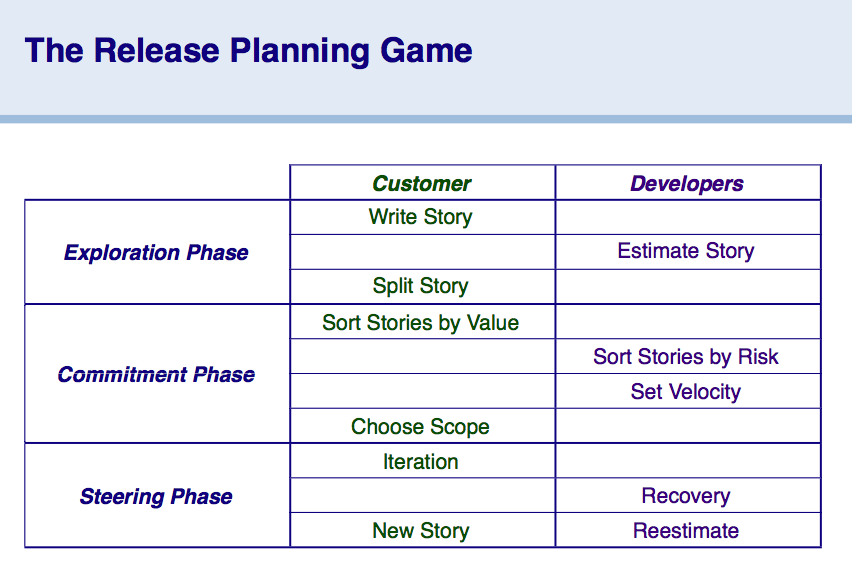 The Release Planning Game
Customer Developers
Write Story
Exploration Phase
Estimate Story
Split Story
Sort Stories by Value
Sort Stories by Risk
Commitment Phase
Set Velocity
Choose Scope
Iteration
Steering Phase
Recovery
New Story Reestimate